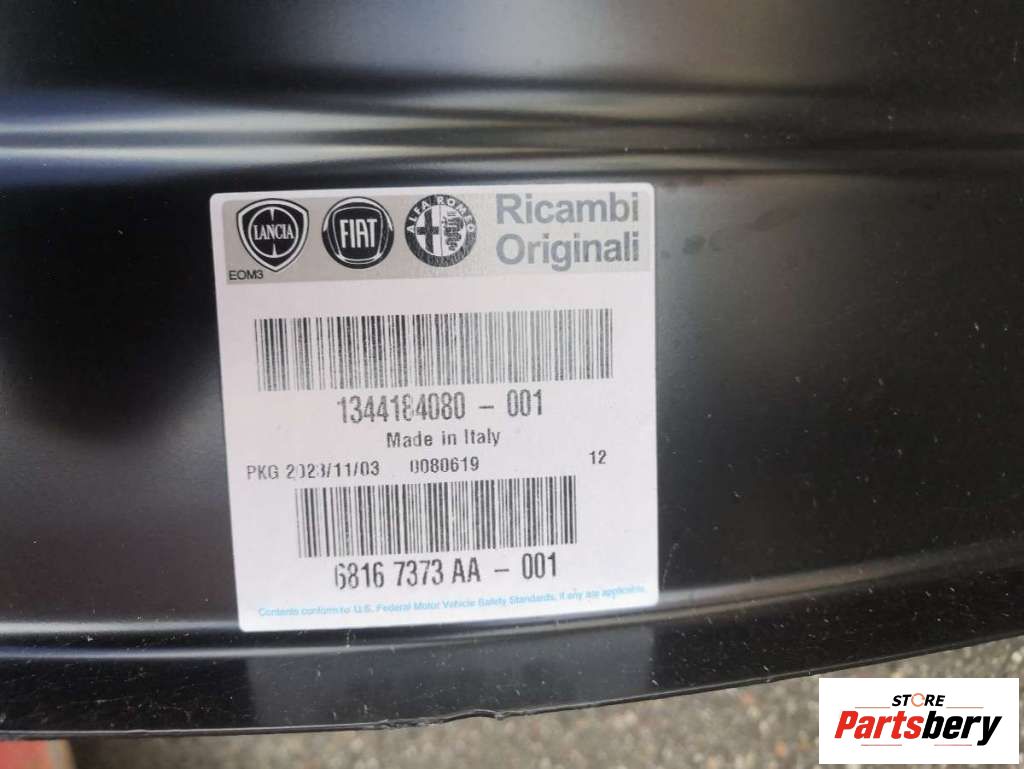 LANCIA
FIAT
ALFA ROMEO
Ricambi
Originali
EOM3
1344184080 - 001
Made in Italy
PKG 2023/11/03 0080619 12
6816 7373 AA - 001
Contents conform to U.S. Federal Motor Vehicle Safety Standards, if any are applicable.
STORE
Partsbery